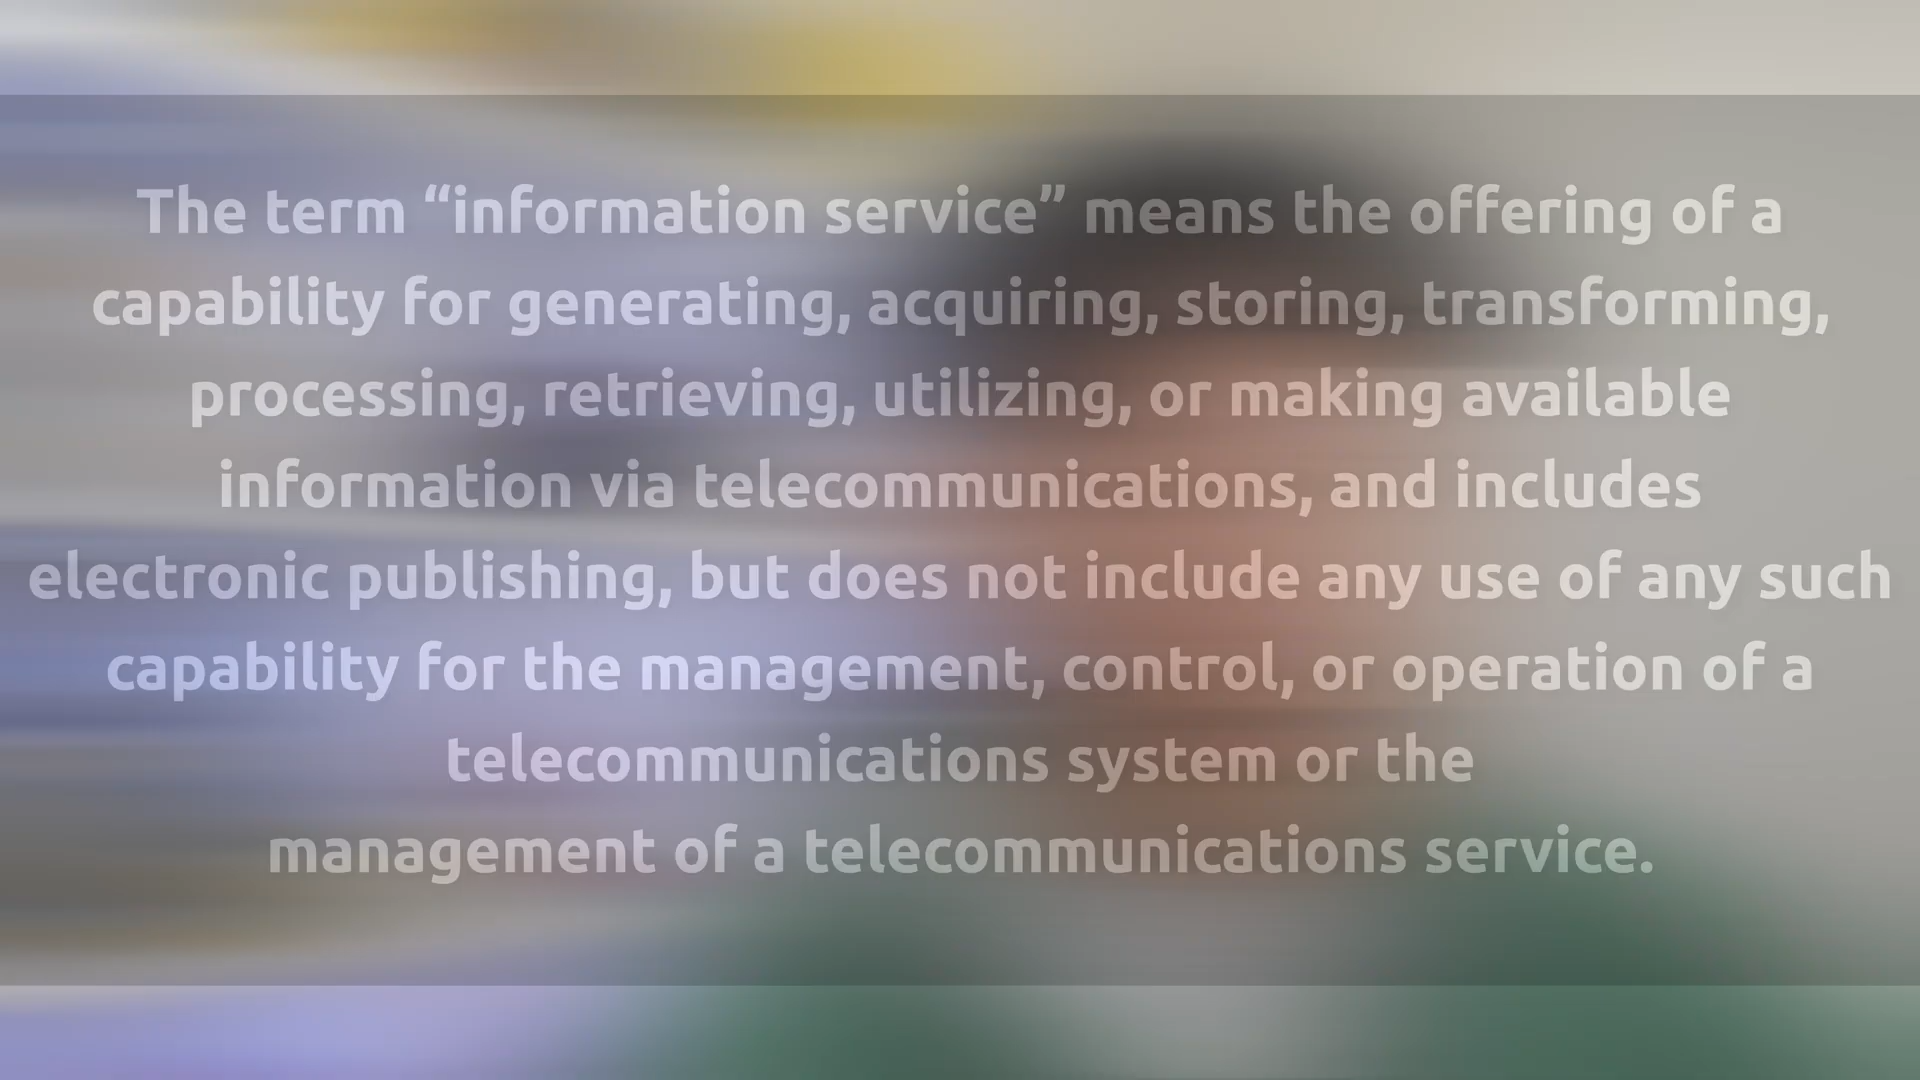 The term “information service” means the offering of a
capability for generating, acquiring, storing, transforming,
processing, retrieving, utilizing, or making available
information via telecommunications, and includes
electronic publishing, but does not include any use of any such
capability for the management, control, or operation of a
telecommunications system or the
management of a telecommunications service.